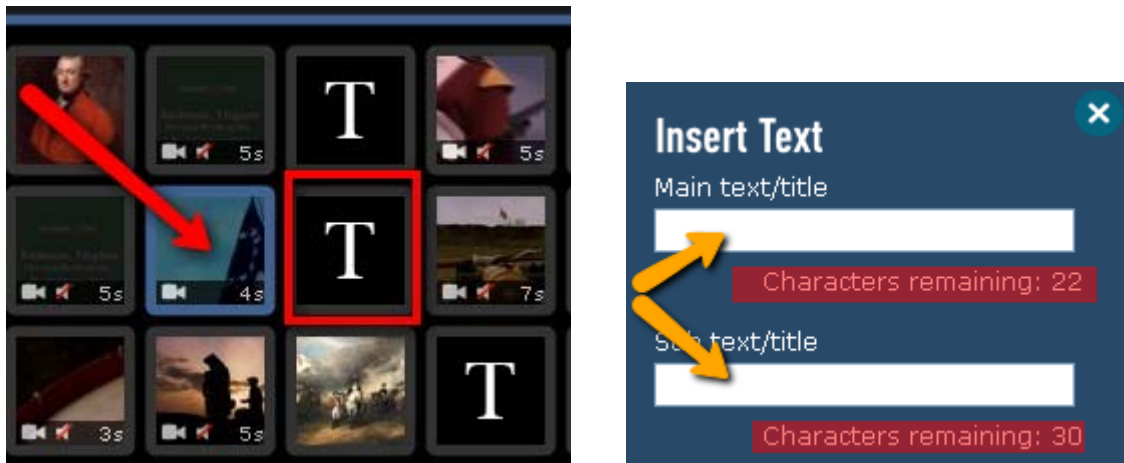 T
5s
5s
5s
4s
T
7s
3s
5s
T
Insert Text
Main text/title
Characters remaining: 22
text/title
Characters remaining: 30